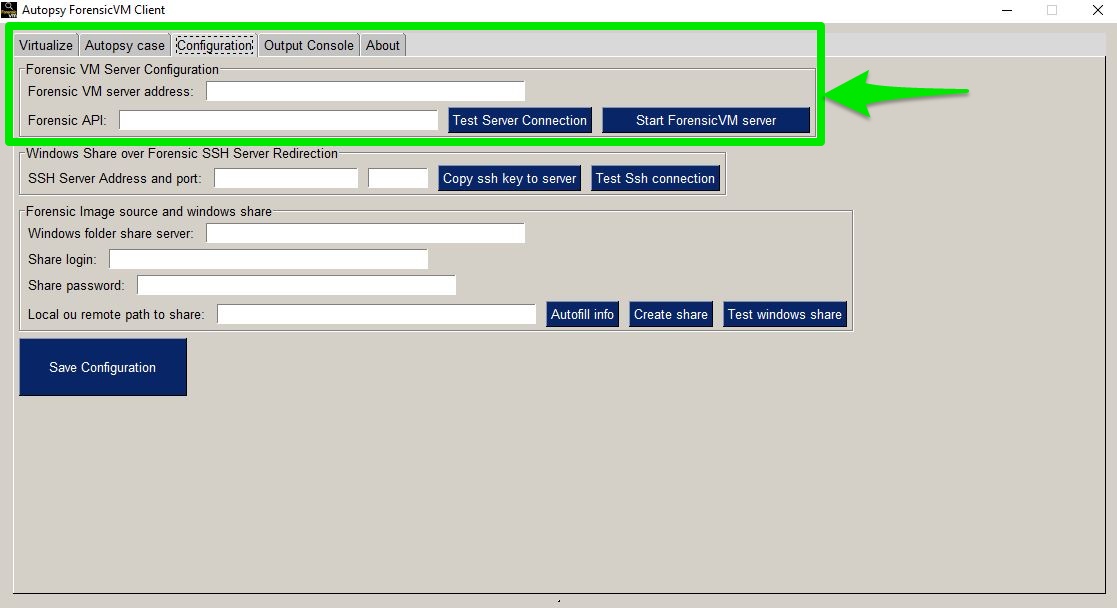 Autopsy ForensicVM Client
Virtualize Autopsy case Configuration Output Console About
Forensic VM Server Configuration
Forensic VM server address:
Forensic API: Test Server Connection Start ForensicVM server
Windows Share over Forensic SSH Server Redirection
SSH Server Address and port: Copy ssh key to server Test Ssh connection
Forensic Image source and windows share
Windows folder share server:
Share login:
Share password:
Local ou remote path to share: Autofill info Create share Test windows share
Save Configuration